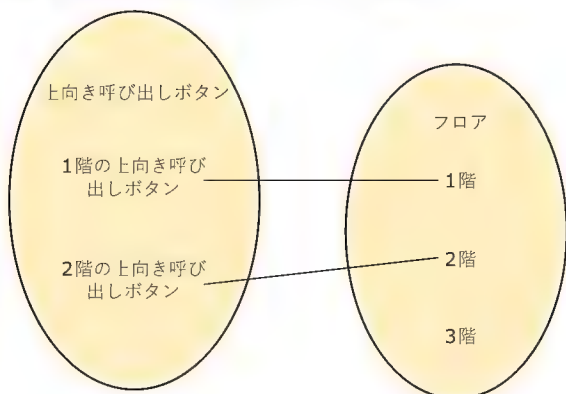 上向き呼び出しボタン
1階の上向き呼び
出しボタン
2階の上向き呼び
出しボタン
フロア
1階
2階
3階